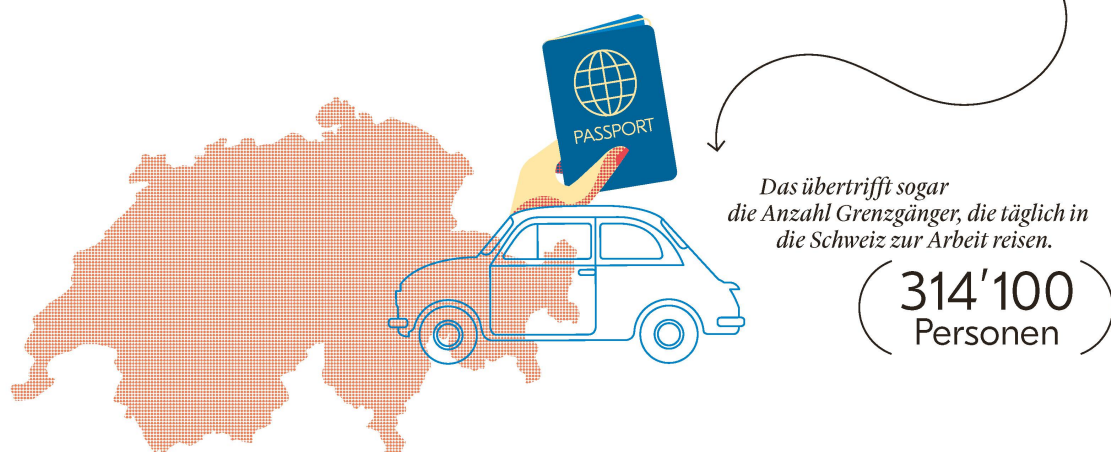 PASSPORT
Das übertrifft sogar
die Anzahl Grenzgänger, die täglich in
die Schweiz zur Arbeit reisen.
314'100
Personen